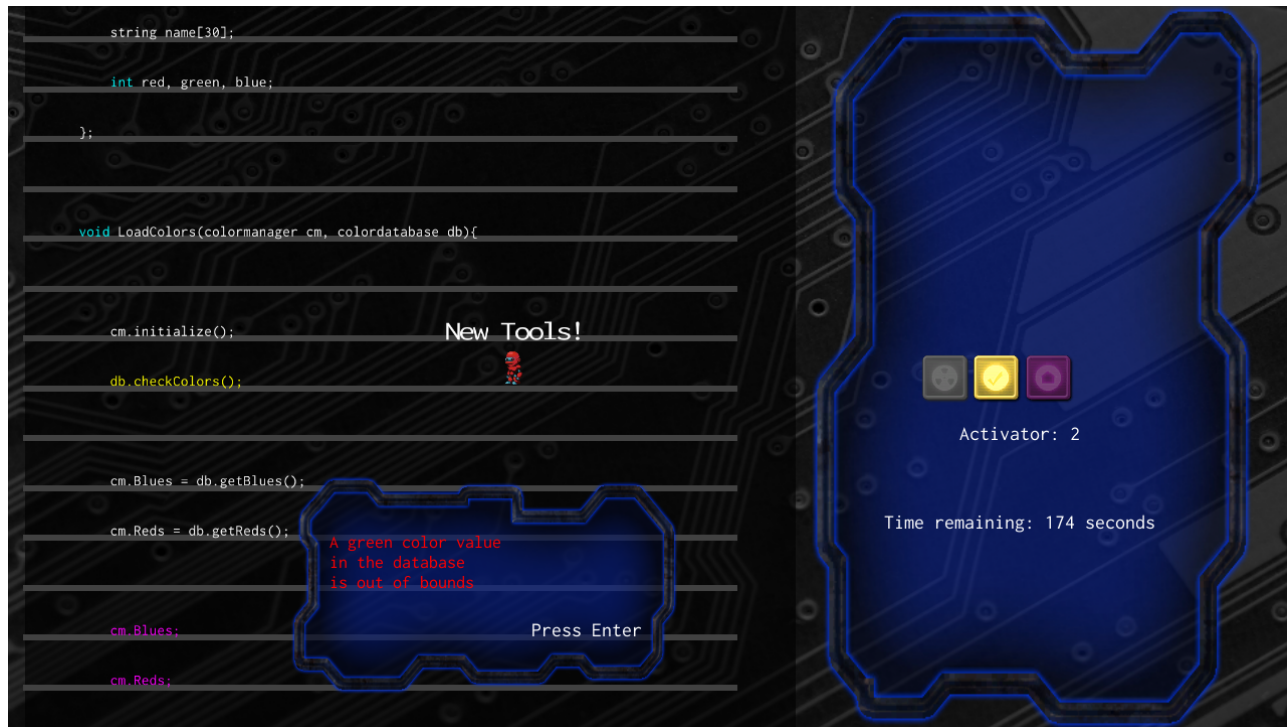 string name[30];
int red, green, blue;
};
void LoadColors(colormanager cm, colordatabase db){
cm.initialize();
New Tools!
db.checkColors();
cm.Blues = db.getBlues();
cm.Reds = db.getReds();
cm.Blues;
cm.Reds;
A green color value
in the database
is out of bounds
Press Enter
Activator: 2
Time remaining: 174 seconds